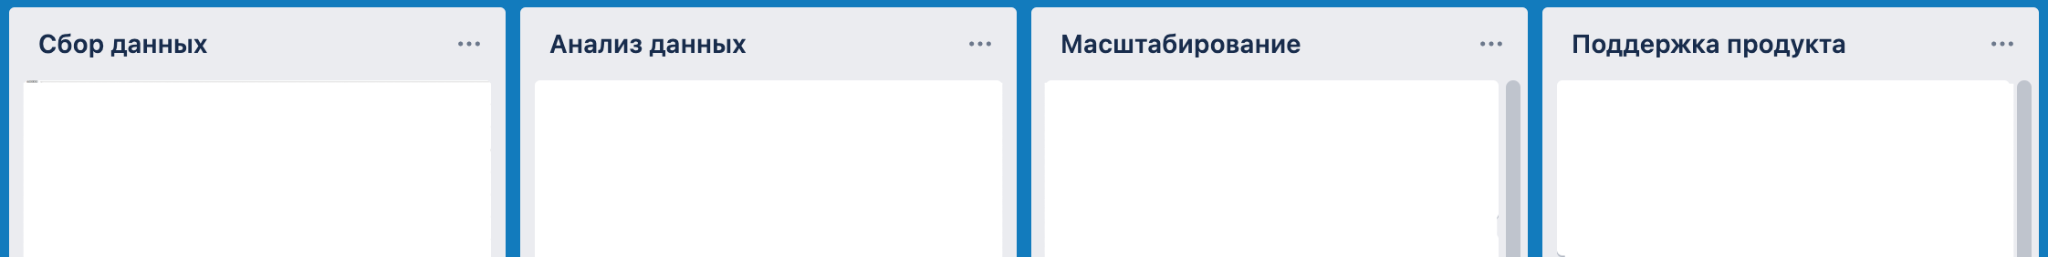 Сбор данных
Анализ данных
Масштабирование
Поддержка продукта